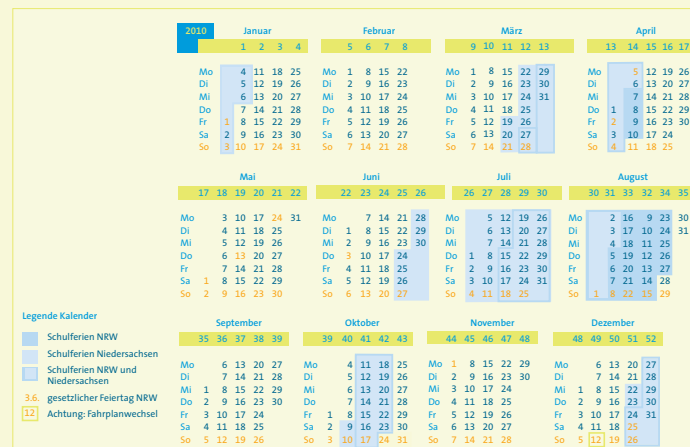 2010
Januar
1 2 3 4
Mo 4 11 18 25
Di 5 12 19 26
Mi 6 13 20 27
Do 7 14 21 28
Fr 1 8 15 22 29
Sa 2 9 16 23 30
So 3 10 17 24 31
Februar
5 6 7 8
Mo 1 8 15 22
Di 2 9 16 23
Mi 3 10 17 24
Do 4 11 18 25
Fr 5 12 19 26
Sa 6 13 20 27
So 7 14 21 28
März
9 10 11 12 13
Mo 1 8 15 22 29
Di 2 9 16 23 30
Mi 3 10 17 24 31
Do 4 11 18 25
Fr 5 12 19 26
Sa 6 13 20 27
So 7 14 21 28
April
13 14 15 16 17
Mo 5 12 19 26
Di 6 13 20 27
Mi 7 14 21 28
Do 1 8 15 22 29
Fr 2 9 16 23 30
Sa 3 10 17 24
So 4 11 18 25
Mai
17 18 19 20 21 22
Mo 3 10 17 24 31
Di 4 11 18 25
Mi 5 12 19 26
Do 6 13 20 27
Fr 7 14 21 28
Sa 1 8 15 22 29
So 2 9 16 23 30
Juni
22 23 24 25 26
Mo 7 14 21 28
Di 1 8 15 22 29
Mi 2 9 16 23 30
Do 3 10 17 24
Fr 4 11 18 25
Sa 5 12 19 26
So 6 13 20 27
Juli
26 27 28 29 30
Mo 5 12 19 26
Di 6 13 20 27
Mi 7 14 21 28
Do 1 8 15 22 29
Fr 2 9 16 23 30
Sa 3 10 17 24 31
So 4 11 18 25
August
30 31 33 32 34 35
Mo 2 16 9 23 30
Di 3 17 10 24 31
Mi 4 18 11 25
Do 5 19 12 26
Fr 6 20 13 27
Sa 7 21 14 28
So 1 8 22 15 29
Legende Kalender
Schulferien NRW
Schulferien Niedersachsen
Schulferien NRW und
Niedersachsen
3.6. gesetzlicher Feiertag NRW
12 Achtung: Fahrplanwechsel
September
35 36 37 38 39
Mo 6 13 20 27
Di 7 14 21 28
Mi 1 8 15 22 29
Do 2 9 16 23 30
Fr 3 10 17 24
Sa 4 11 18 25
So 5 12 19 26
Oktober
39 40 41 42 43
Mo 4 11 18 25
Di 5 12 19 26
Mi 6 13 20 27
Do 7 14 21 28
Fr 1 8 15 22 29
Sa 2 9 16 23 30
So 3 10 17 24 31
November
44 45 46 47 48
Mo 1 8 15 22 29
Di 2 9 16 23 30
Mi 3 10 17 24
Do 4 11 18 25
Fr 5 12 19 26
Sa 6 13 20 27
So 7 14 21 28
Dezember
48 49 50 51 52
Mo 6 13 20 27
Di 7 14 21 28
Mi 1 8 15 22 29
Do 2 9 16 23 30
Fr 3 10 17 24 31
Sa 4 11 18 25
So 5 12 19 26